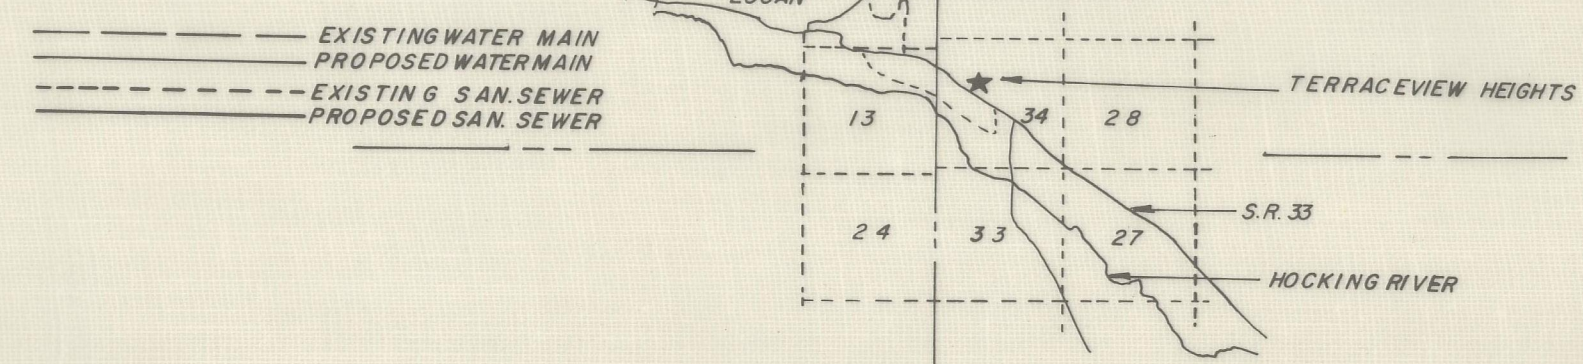 LOGAN
EXISTING WATER MAIN
PROPOSED WATER MAIN
EXISTING SAN. SEWER
PROPOSED SAN. SEWER
TERRACEVIEW HEIGHTS
13
34
28
S.R. 33
24
33
27
HOCKING RIVER